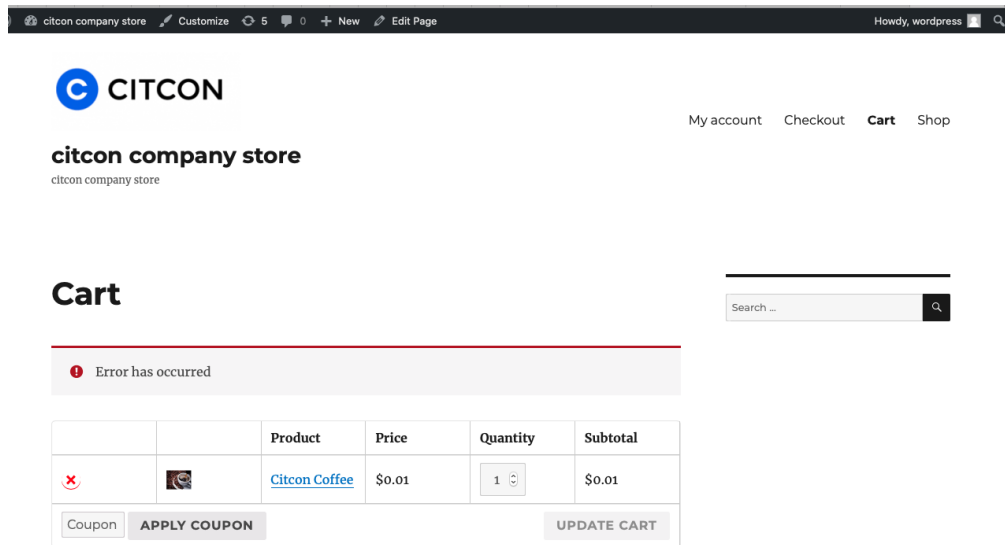 citcon company store Customize 5 0 New Edit Page Howdy, wordpress
C CITCON
My account Checkout Cart Shop
citcon company store
citcon company store
Cart
Search ...
Error has occurred
Product Price Quantity Subtotal
Citcon Coffee $0.01 1 $0.01
Coupon APPLY COUPON UPDATE CART